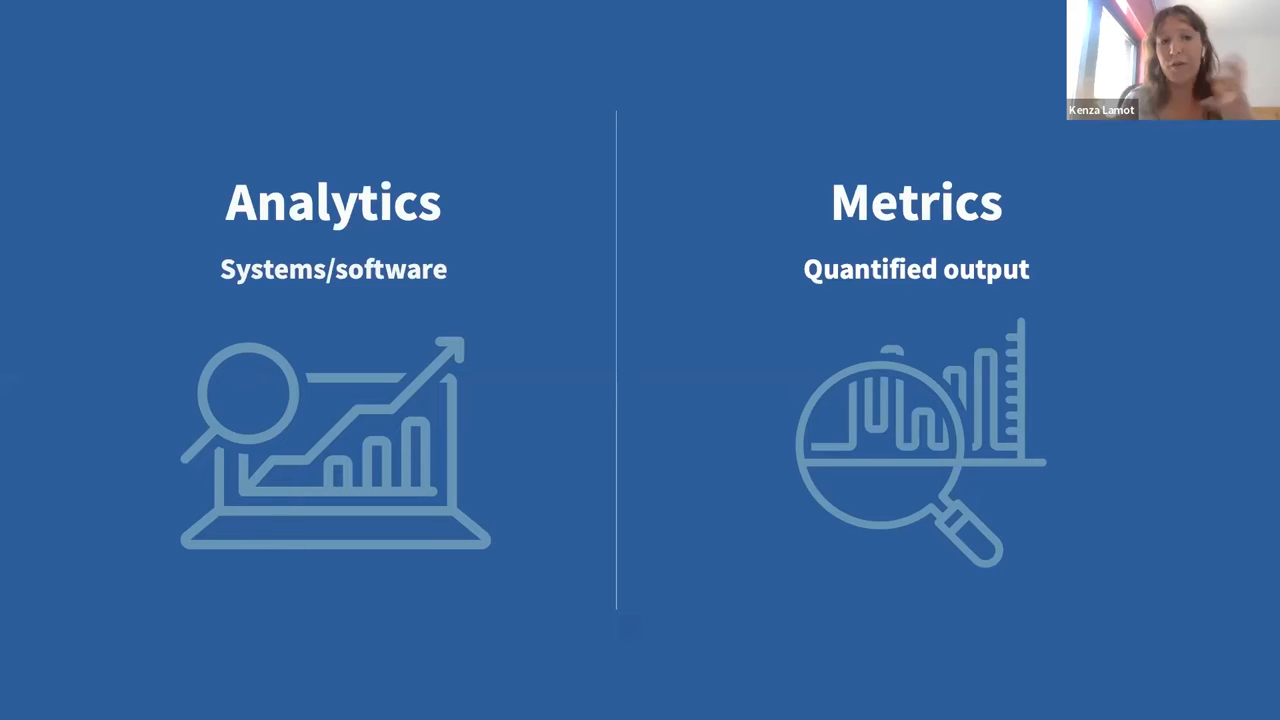 Kenza Lamot
Analytics
Systems/software
Metrics
Quantified output